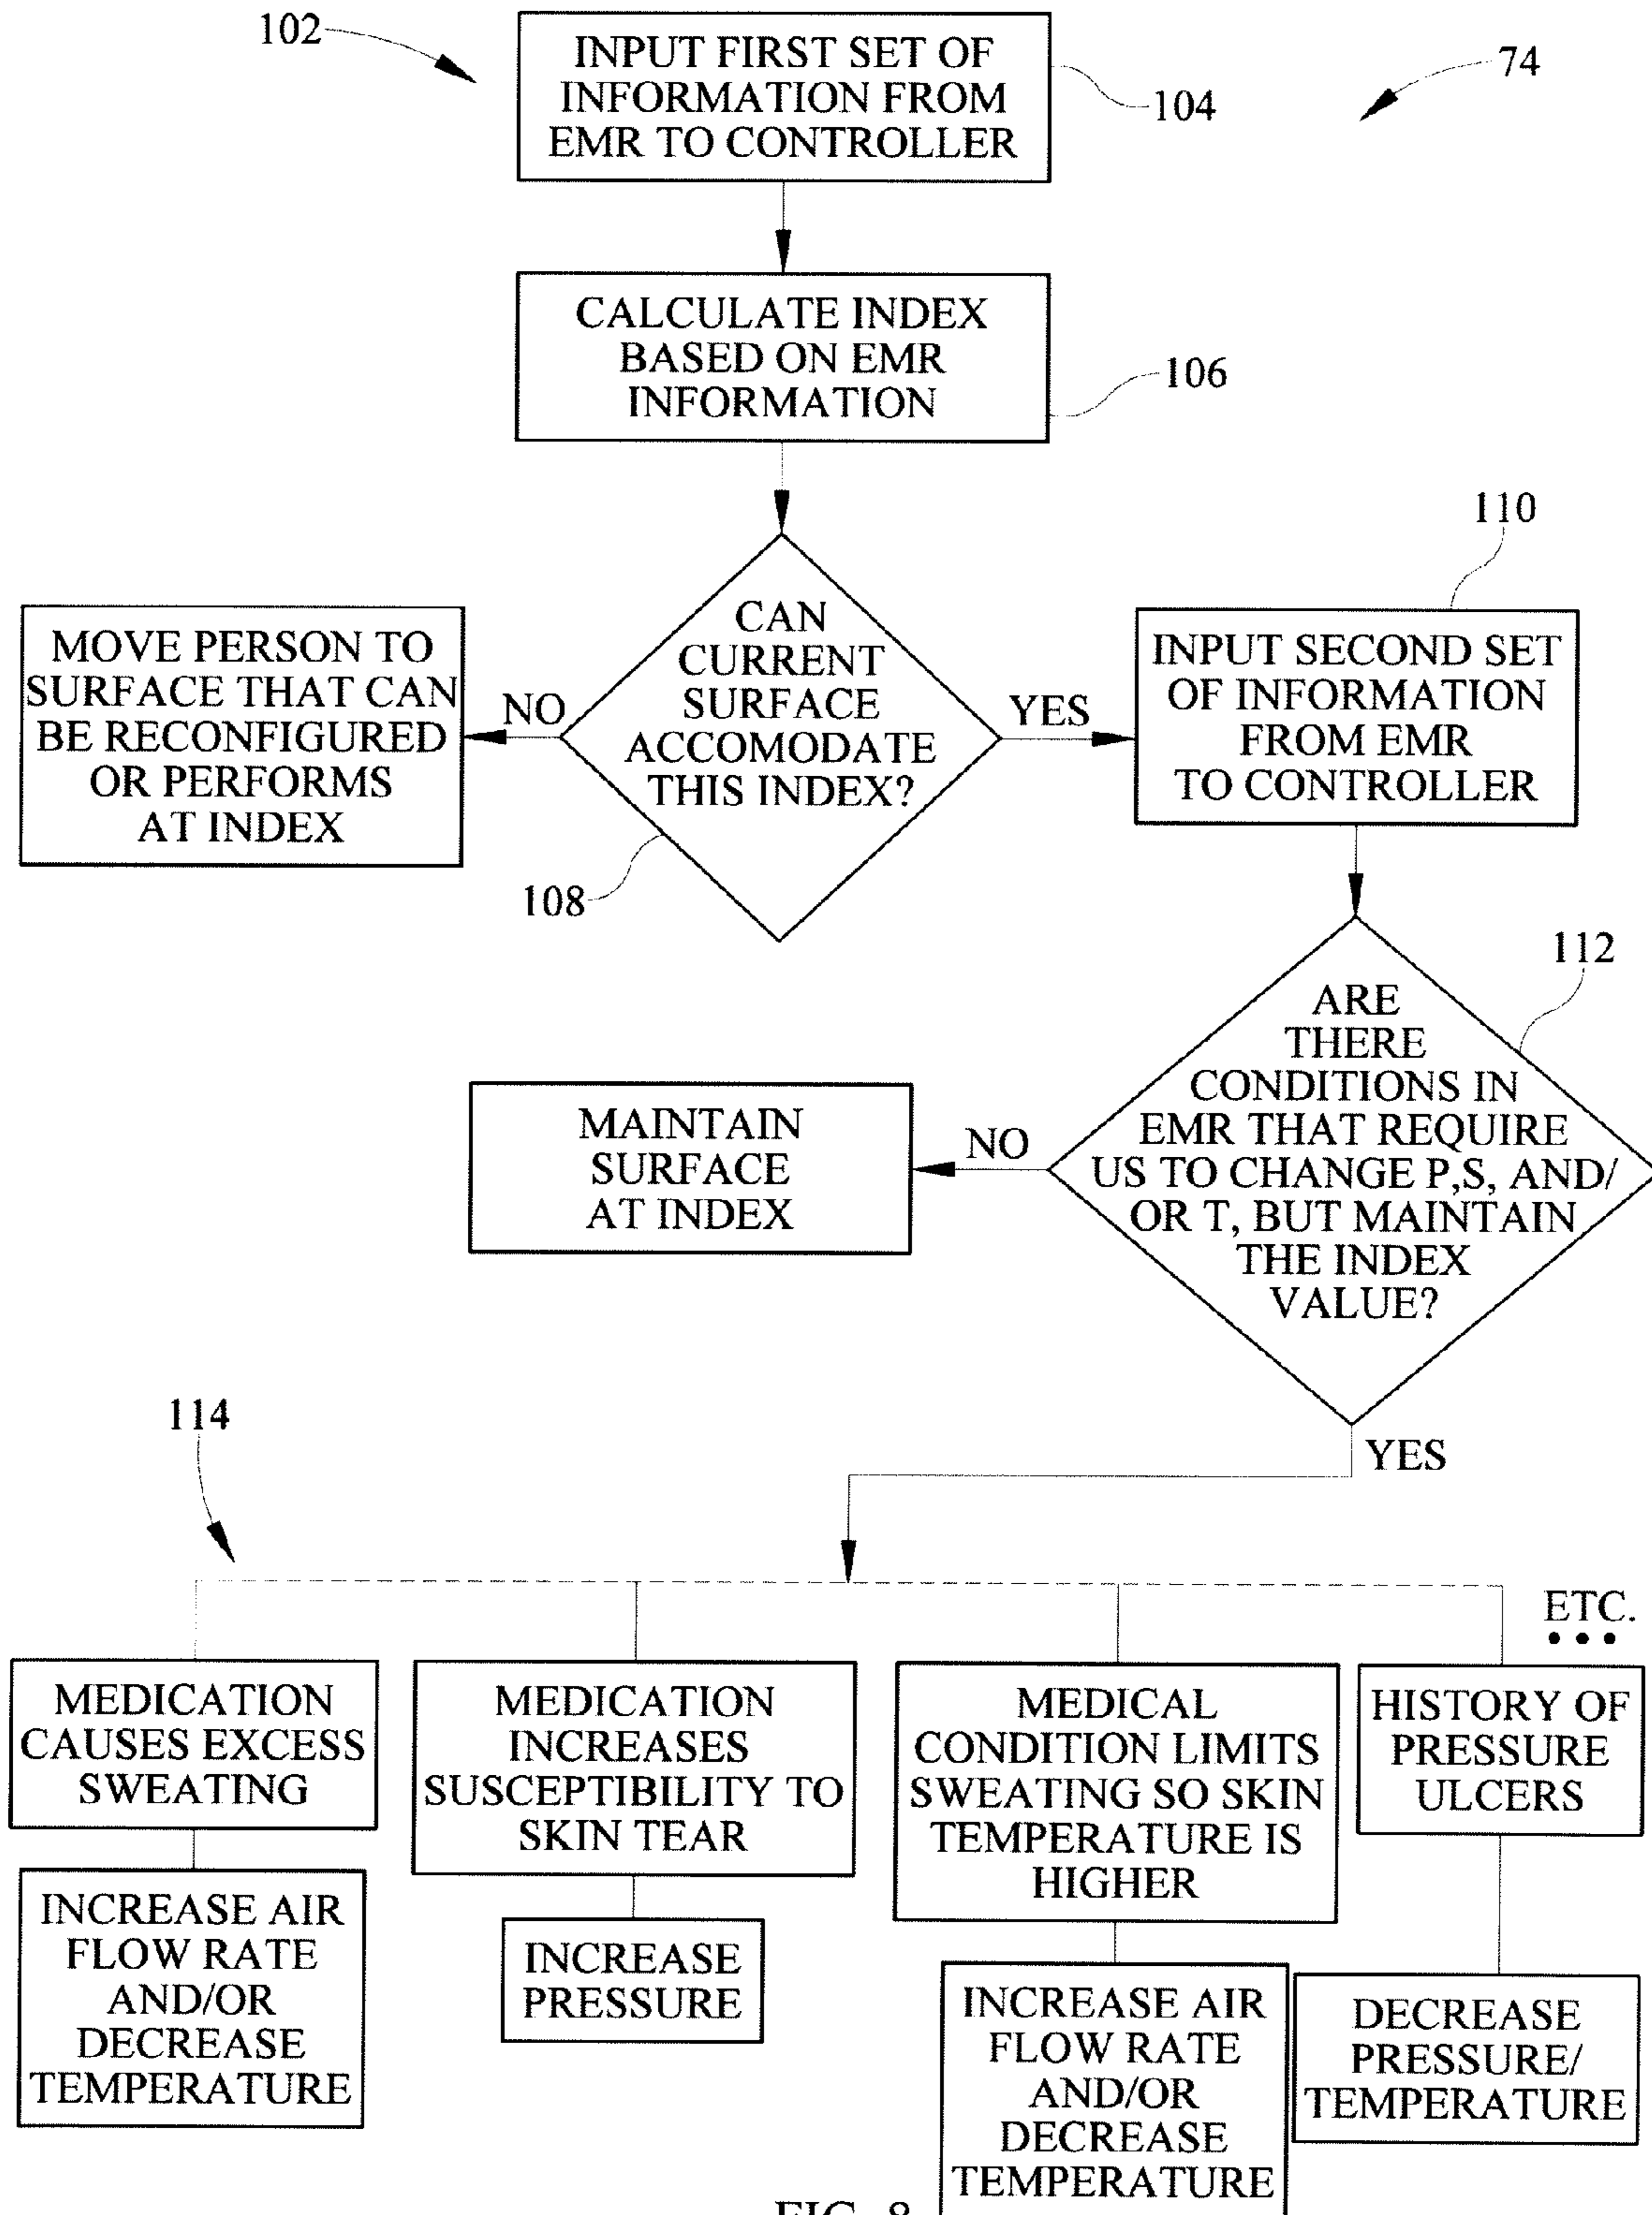 102
INPUT FIRST SET OF
INFORMATION FROM
EMR TO CONTROLLER
104
74
CALCULATE INDEX
BASED ON EMR
INFORMATION
106
110
CAN
CURRENT
SURFACE
ACCOMODATE
THIS INDEX?
108
NO
MOVE PERSON TO
SURFACE THAT CAN
BE RECONFIGURED
OR PERFORMS
AT INDEX
YES
INPUT SECOND SET
OF INFORMATION
FROM EMR
TO CONTROLLER
112
ARE
THERE
CONDITIONS IN
EMR THAT REQUIRE
US TO CHANGE P,S, AND/
OR T, BUT MAINTAIN
THE INDEX
VALUE?
NO
MAINTAIN
SURFACE
AT INDEX
YES
114
ETC.
MEDICATION
CAUSES EXCESS
SWEATING
INCREASE AIR
FLOW RATE
AND/OR
DECREASE
TEMPERATURE
MEDICATION
INCREASES
SUSCEPTIBILITY TO
SKIN TEAR
INCREASE
PRESSURE
MEDICAL
CONDITION LIMITS
SWEATING SO SKIN
TEMPERATURE IS
HIGHER
INCREASE AIR
FLOW RATE
AND/OR
DECREASE
TEMPERATURE
HISTORY OF
PRESSURE
ULCERS
DECREASE
PRESSURE/
TEMPERATURE
FIG. 8